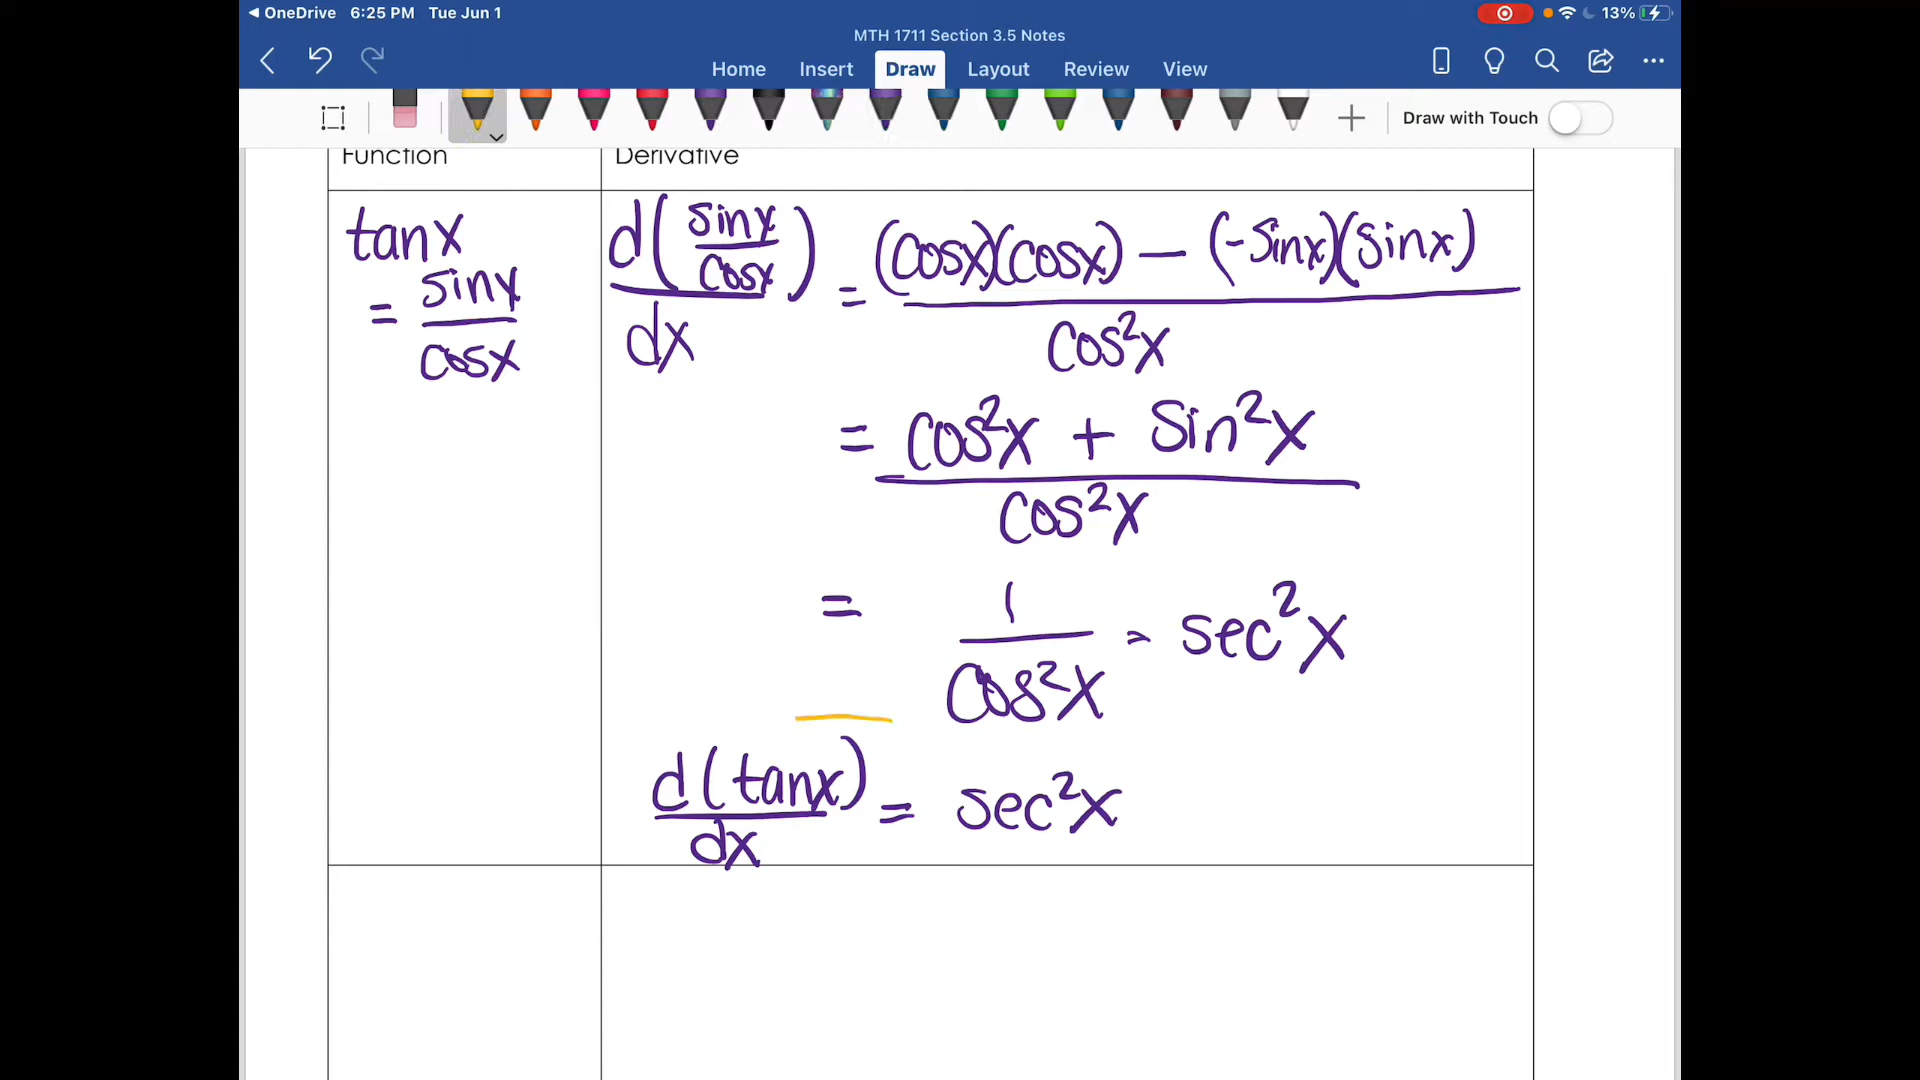 OneDrive 6:25 PM Tue Jun 1 13%
MTH 1711 Section 3.5 Notes
Home Insert Draw Layout Review View
Draw with Touch
Function Derivative
tanx
= sinx/cosx
d(sinx/cosx)/dx = (cosx)(cosx) — (-sinx)(sinx)/cos²x
= cos²x + sin²x/cos²x
= 1/cos²x = sec²x
d(tanx)/dx = sec²x